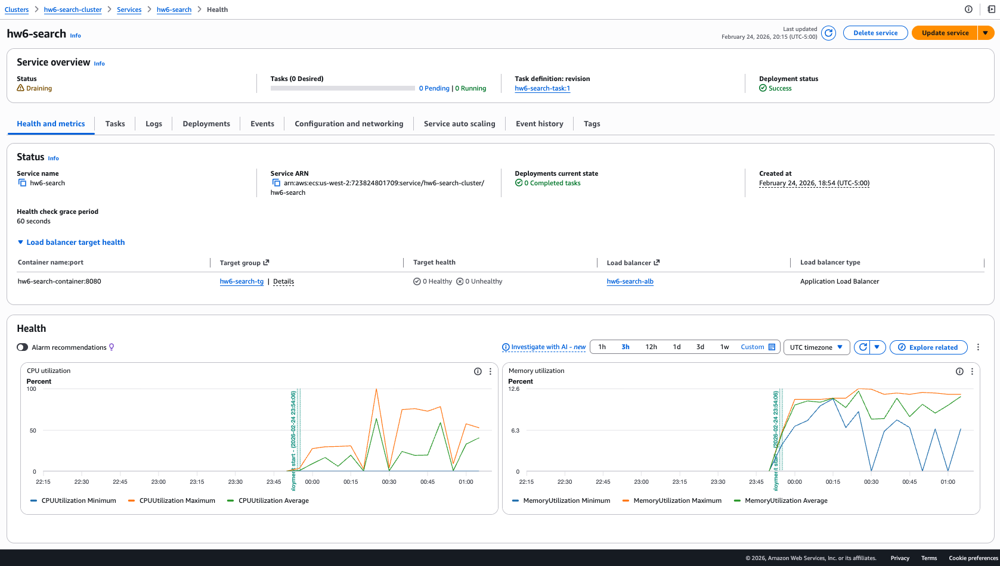 Clusters > hw6-search-cluster > Services > hw6-search > Health
hw6-search Info
Last updated
February 24, 2026, 20:15 (UTC-5:00)
Delete service
Update service
Service overview Info
Status
Draining
Tasks (0 Desired)
0 Pending | 0 Running
Task definition: revision
hw6-search-task:1
Deployment status
Success
Health and metrics
Tasks
Logs
Deployments
Events
Configuration and networking
Service auto scaling
Event history
Tags
Status Info
Service name
hw6-search
Service ARN
arn:aws:ecs:us-west-2:723824801709:service/hw6-search-cluster/
hw6-search
Deployments current state
0 Completed tasks
Created at
February 24, 2026, 18:54 (UTC-5:00)
Health check grace period
60 seconds
Load balancer target health
Container name:port
Target group
Target health
Load balancer
Load balancer type
hw6-search-container:8080
hw6-search-tg | Details
0 Healthy 0 Unhealthy
hw6-search-alb
Application Load Balancer
Health
Alarm recommendations
Investigate with AI - new
1h 3h 12h 1d 3d 1w Custom
UTC timezone
Explore related
CPU utilization
Percent
100
50
0
loyment start - (2026-02-24 23:54:06)
22:15 22:30 22:45 23:00 23:15 23:30 23:45 00:00 00:15 00:30 00:45 01:00
CPUUtilization Minimum CPUUtilization Maximum CPUUtilization Average
Memory utilization
Percent
12.6
6.3
0
loyment start - (2026-02-24 23:54:06)
22:15 22:30 22:45 23:00 23:15 23:30 23:45 00:00 00:15 00:30 00:45 01:00
MemoryUtilization Minimum MemoryUtilization Maximum MemoryUtilization Average
© 2026, Amazon Web Services, Inc. or its affiliates. Privacy Terms Cookie preferences